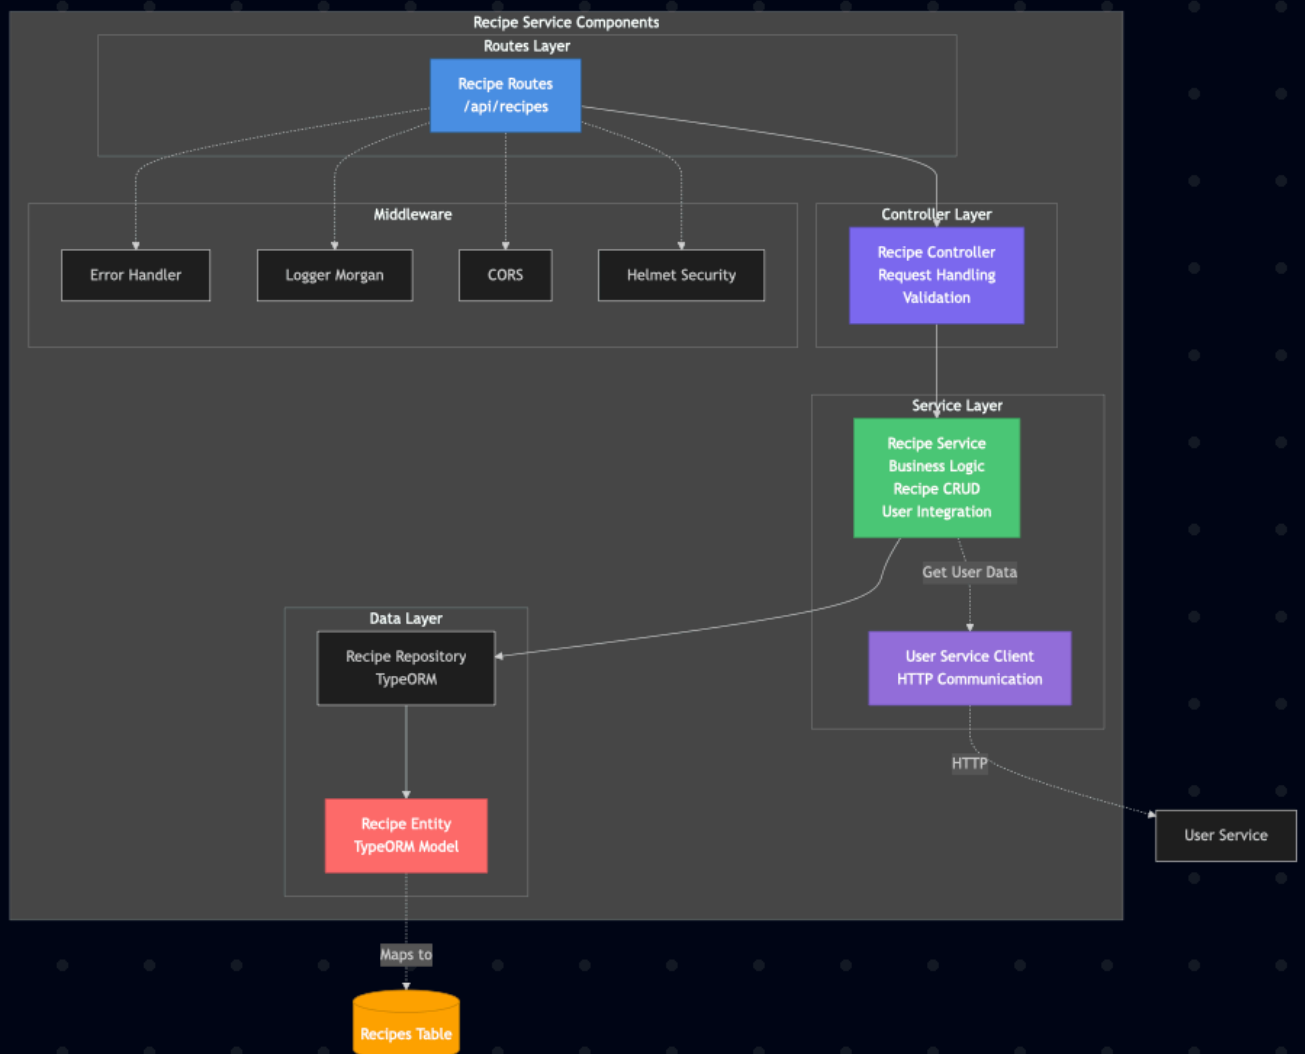 Recipe Service Components
Routes Layer
Recipe Routes
/api/recipes
Middleware
Controller Layer
Error Handler
Logger Morgan
CORS
Helmet Security
Recipe Controller
Request Handling
Validation
Service Layer
Recipe Service
Business Logic
Recipe CRUD
User Integration
Get User Data
Data Layer
Recipe Repository
TypeORM
User Service Client
HTTP Communication
HTTP
Recipe Entity
TypeORM Model
User Service
Maps to
Recipes Table